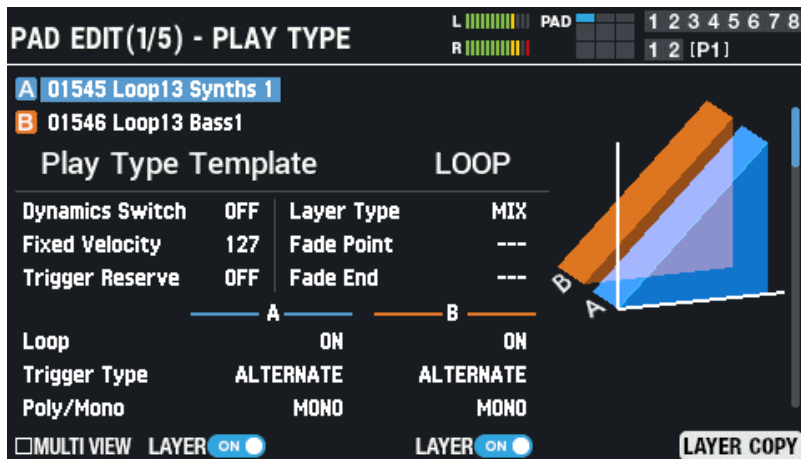 PAD EDIT(1/5) - PLAY TYPE
L PAD 1 2 3 4 5 6 7 8
R 1 2 [P1]
A 01545 Loop13 Synths 1
B 01546 Loop13 Bass1
Play Type Template LOOP
Dynamics Switch OFF Layer Type MIX
Fixed Velocity 127 Fade Point ---
Trigger Reserve OFF Fade End ---
B
A
A B
Loop ON ON
Trigger Type ALTERNATE ALTERNATE
Poly/Mono MONO MONO
MULTI VIEW LAYER ON LAYER ON LAYER COPY